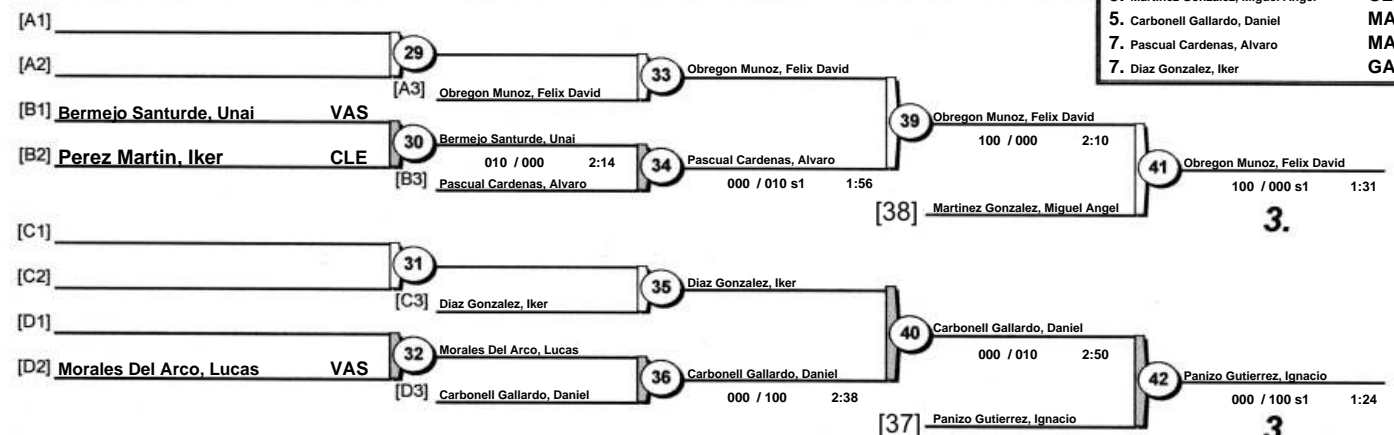 [A1]
5. Carbonell Gallardo, Daniel MA
29
[A2]
7. Pascual Cardenas, Alvaro MA
33 Obregon Munoz, Felix David
7. Diaz Gonzalez, Iker GA
[A3] Obregon Munoz, Felix David
[B1] Bermejo Santurde, Unai VAS
39 Obregon Munoz, Felix David
30 Bermejo Santurde, Unai
100 / 000 2:10
[B2] Perez Martin, Iker CLE
010 / 000 2:14
34 Pascual Cardenas, Alvaro
41 Obregon Munoz, Felix David
[B3] Pascual Cardenas, Alvaro
000 / 010 s1 1:56
100 / 000 s1 1:31
[38] Martinez Gonzalez, Miguel Angel
3.
[C1]
31
[C2]
35 Diaz Gonzalez, Iker
[C3] Diaz Gonzalez, Iker
[D1]
40 Carbonell Gallardo, Daniel
32 Morales Del Arco, Lucas
000 / 010 2:50
[D2] Morales Del Arco, Lucas VAS
36 Carbonell Gallardo, Daniel
42 Panizo Gutierrez, Ignacio
[D3] Carbonell Gallardo, Daniel
000 / 100 2:38
000 / 100 s1 1:24
[37] Panizo Gutierrez, Ignacio
3